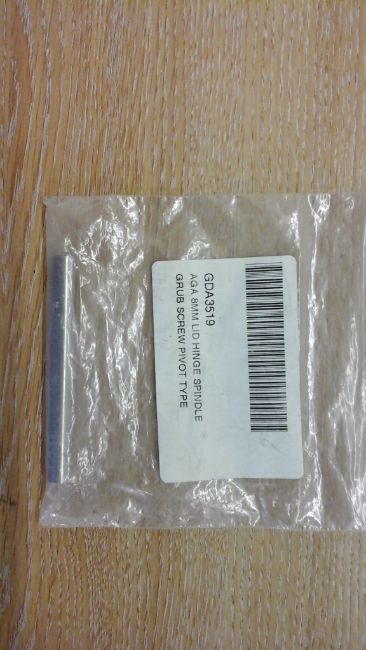 GDA3519
AGA 8MM LID HINGE SPINDLE
GRUB SCREW PIVOT TYPE